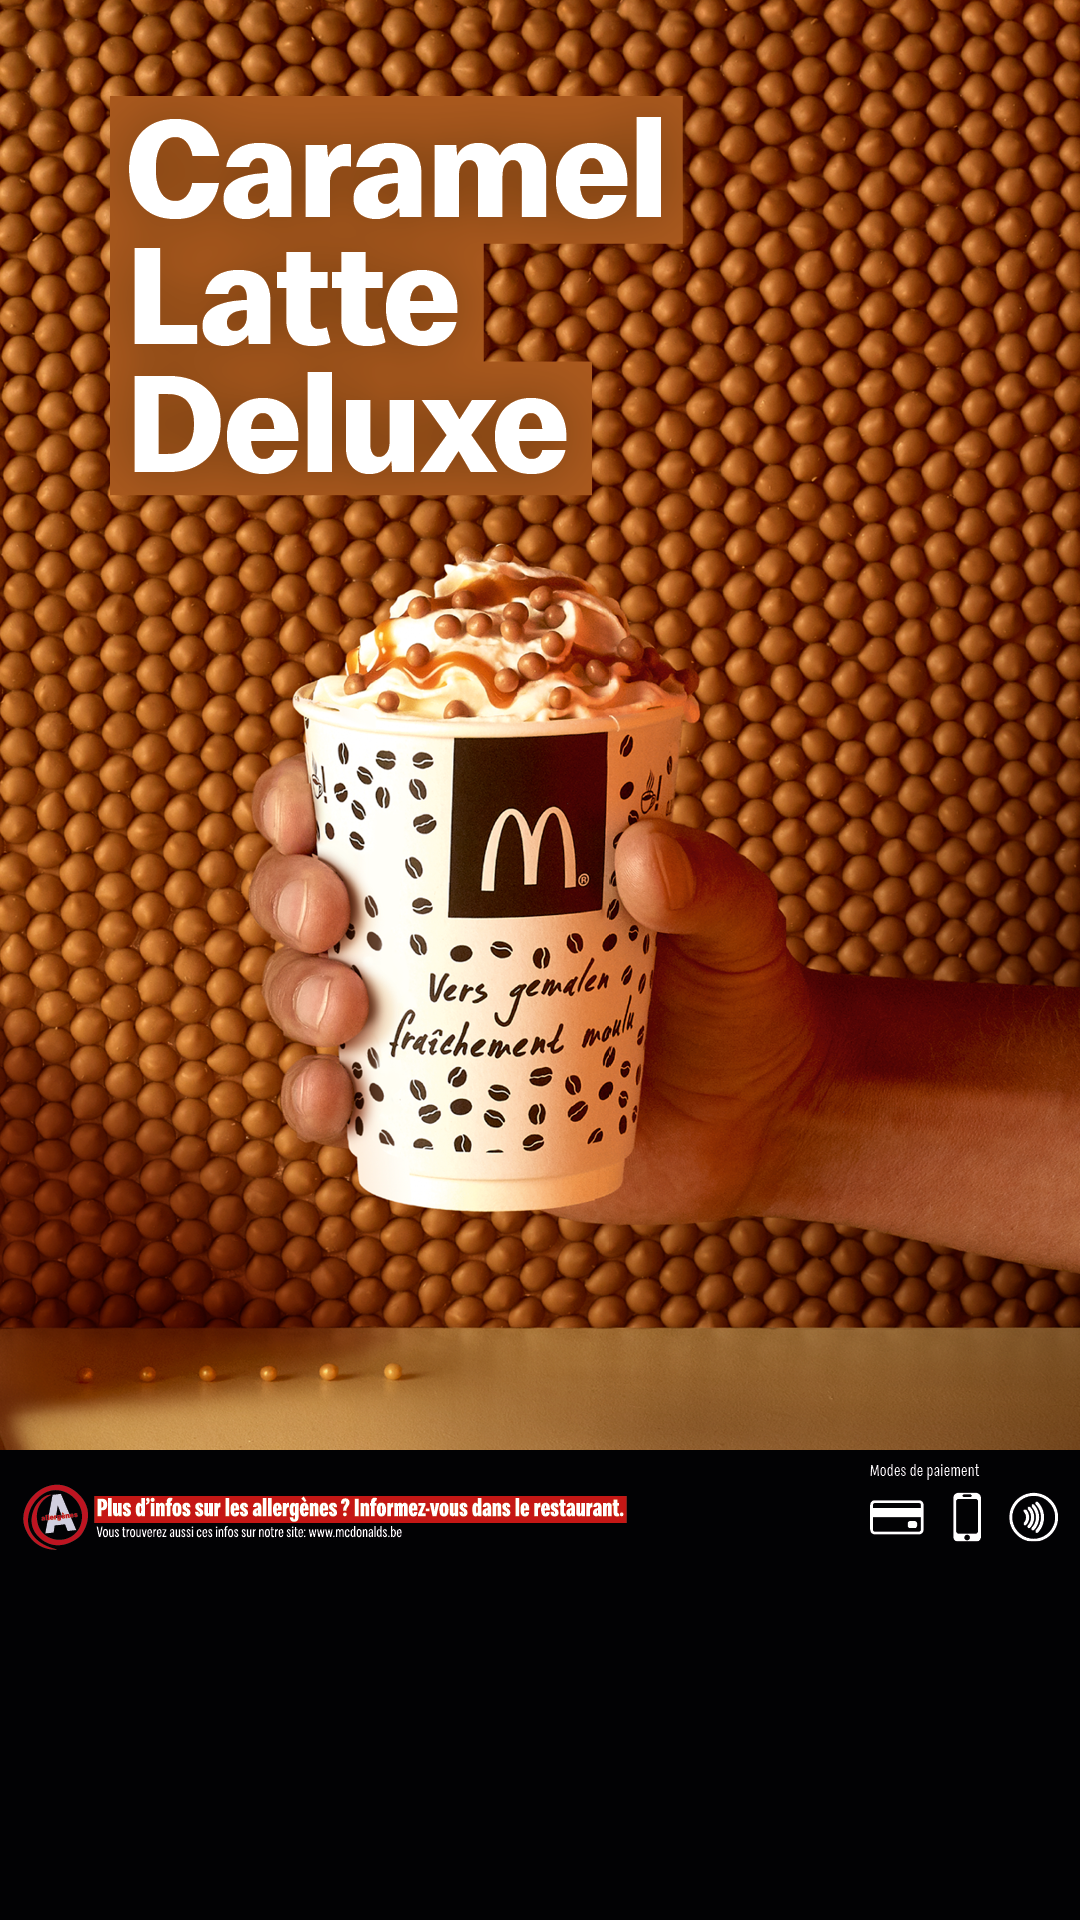 Caramel
Latte
Deluxe
Vers gemalen
fraîchement moulu
Modes de paiement
A
allergènes
Plus d'infos sur les allergènes ? Informez-vous dans le restaurant.
Vous trouverez aussi ces infos sur notre site: www.mcdonalds.be